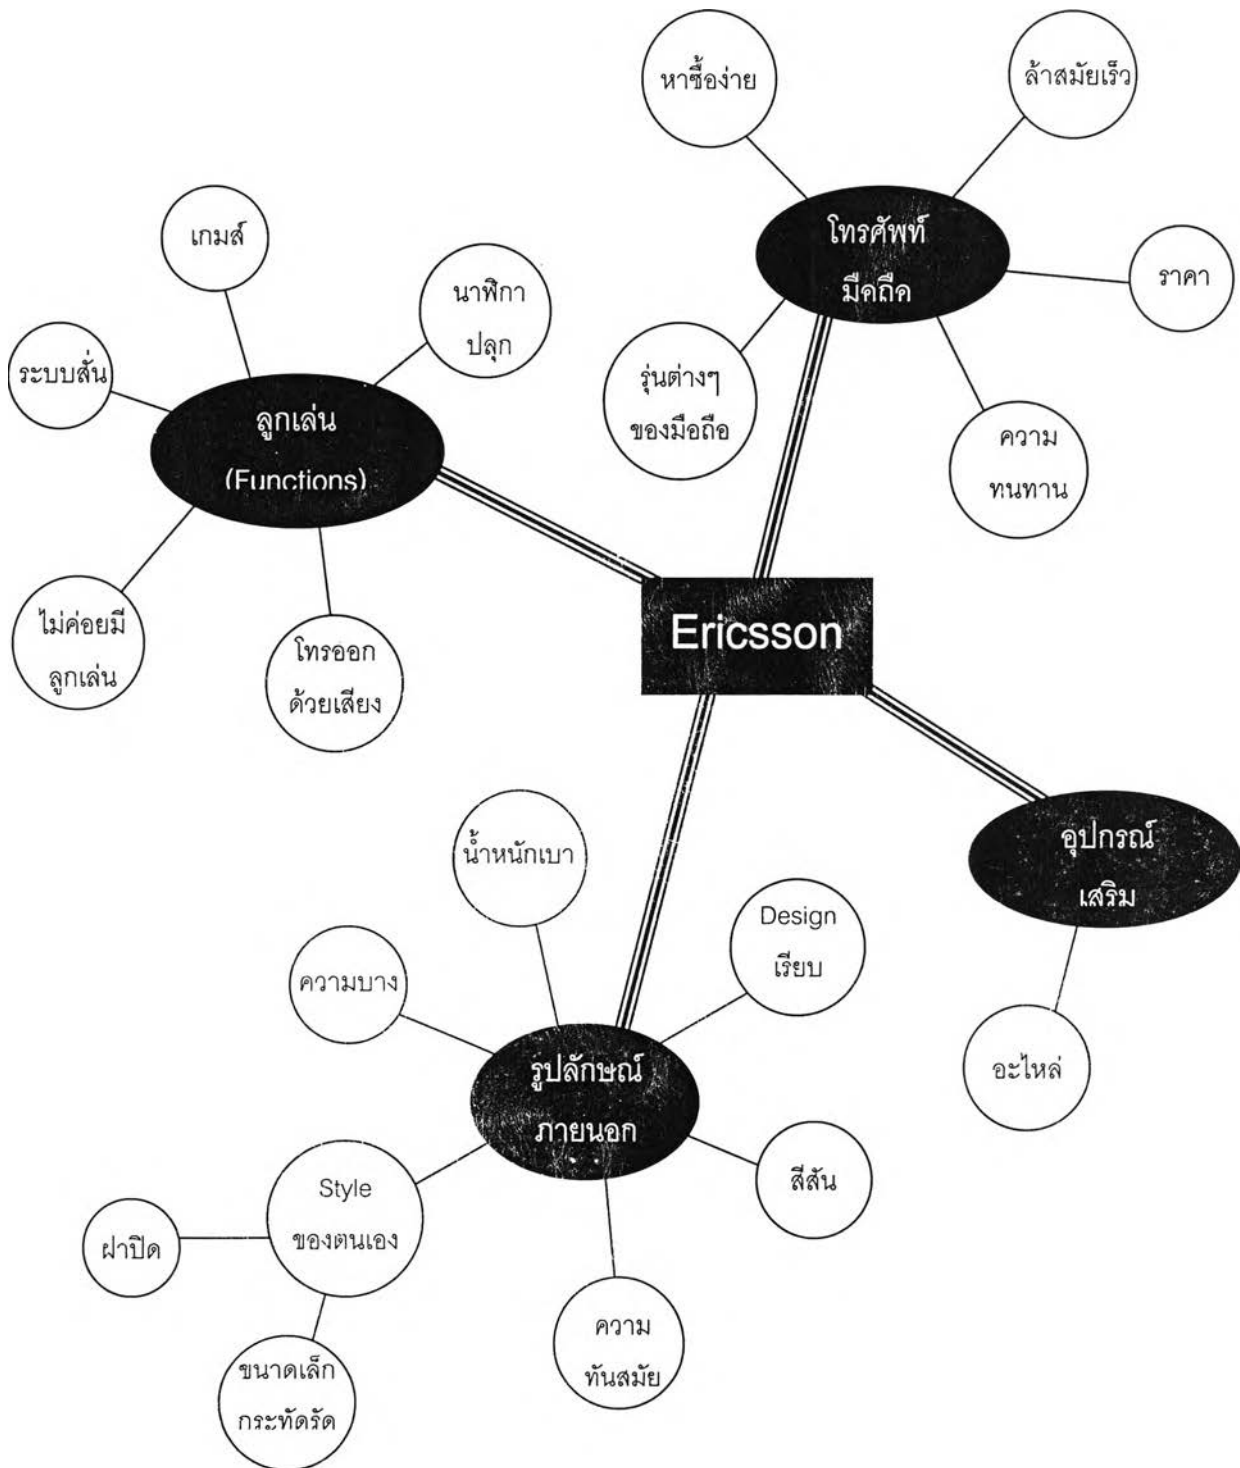 หาซื้อง่าย
ล้าสมัยเร็ว
โทรศัพท์
มือถือ
ราคา
รุ่นต่างๆ
ของมือถือ
ความ
ทนทาน
เกมส์
นาฬิกา
ปลุก
ระบบสั่น
ลูกเล่น
(Functions)
ไม่ค่อยมี
ลูกเล่น
โทรออก
ด้วยเสียง
Ericsson
อุปกรณ์
เสริม
อะไหล่
น้ำหนักเบา
Design
เรียบ
ความบาง
รูปลักษณ์
ภายนอก
สีสัน
Style
ของตนเอง
ฝาปิด
ขนาดเล็ก
กระทัดรัด
ความ
ทันสมัย